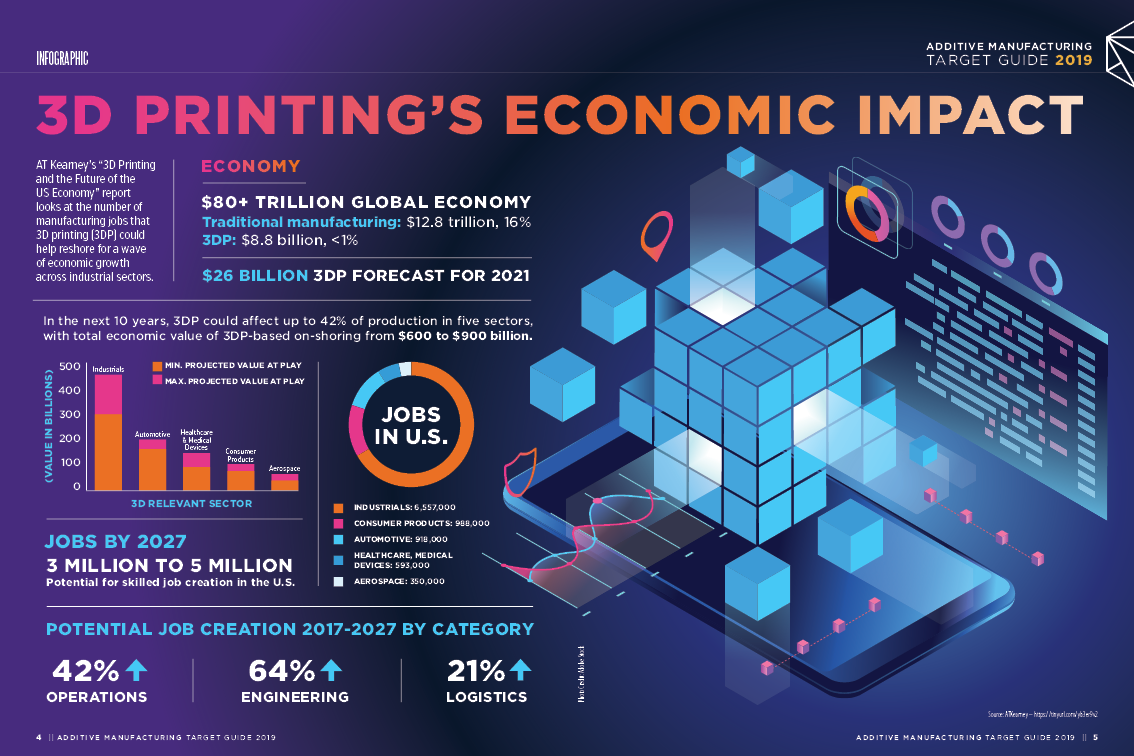 INFOGRAPHIC
ADDITIVE MANUFACTURING
TARGET GUIDE 2019
3D PRINTING'S ECONOMIC IMPACT
AT Kearney's "3D Printing
and the Future of the
US Economy" report
looks at the number of
manufacturing jobs that
3D printing (3DP) could
help reshore for a wave
of economic growth
across industrial sectors.
ECONOMY
$80+ TRILLION GLOBAL ECONOMY
Traditional manufacturing: $12.8 trillion, 16%
3DP: $8.8 billion, <1%
$26 BILLION 3DP FORECAST FOR 2021
In the next 10 years, 3DP could affect up to 42% of production in five sectors,
with total economic value of 3DP-based on-shoring from $600 to $900 billion.
(VALUE IN BILLIONS)
500
400
300
200
100
0
MIN. PROJECTED VALUE AT PLAY
MAX. PROJECTED VALUE AT PLAY
Industrials
Automotive
Healthcare
& Medical
Devices
Consumer
Products
Aerospace
3D RELEVANT SECTOR
JOBS
IN U.S.
INDUSTRIALS: 6,557,000
CONSUMER PRODUCTS: 988,000
AUTOMOTIVE: 918,000
HEALTHCARE, MEDICAL
DEVICES: 593,000
AEROSPACE: 350,000
JOBS BY 2027
3 MILLION TO 5 MILLION
Potential for skilled job creation in the U.S.
POTENTIAL JOB CREATION 2017-2027 BY CATEGORY
42%
OPERATIONS
64%
ENGINEERING
21%
LOGISTICS
Photo Credit: Adobe Stock
Source: ATKearney – https://tinyurl.com/
4 || ADDITIVE MANUFACTURING TARGET GUIDE 2019
ADDITIVE MANUFACTURING TARGET GUIDE 2019 || 5